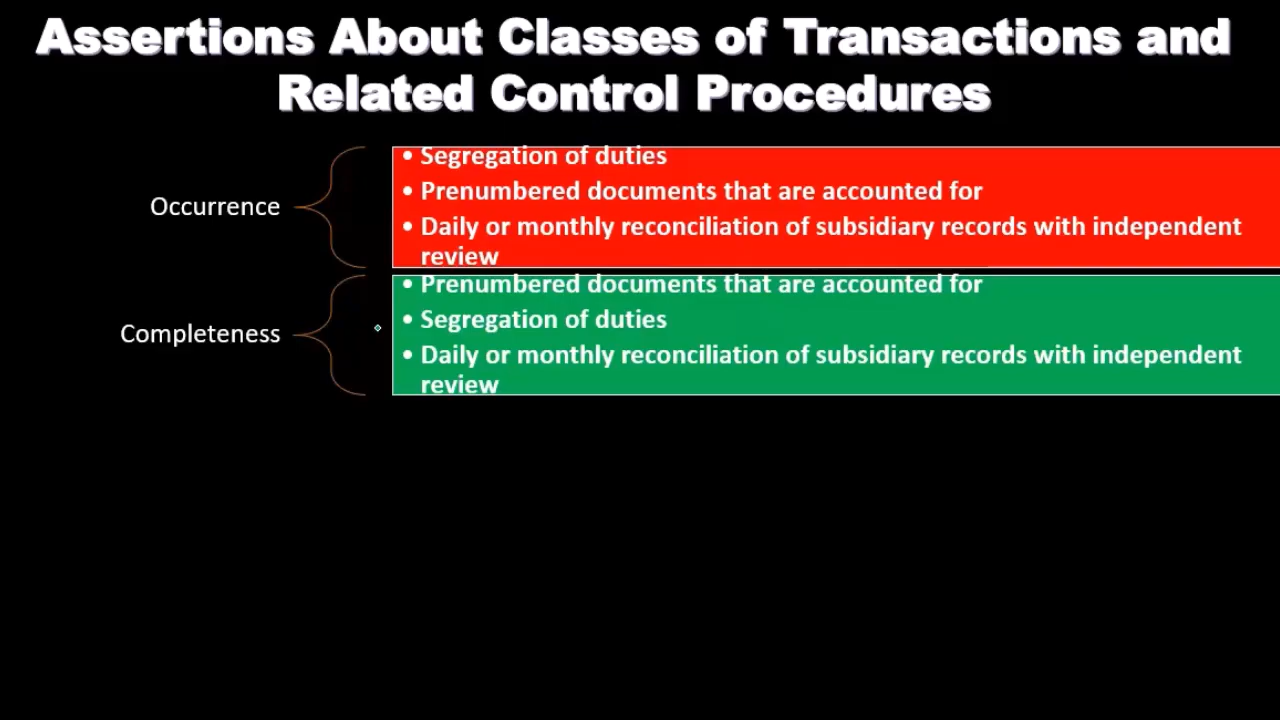 Assertions About Classes of Transactions and
Related Control Procedures
Occurrence
• Segregation of duties
• Prenumbered documents that are accounted for
• Daily or monthly reconciliation of subsidiary records with independent
review
Completeness
• Prenumbered documents that are accounted for
• Segregation of duties
• Daily or monthly reconciliation of subsidiary records with independent
review